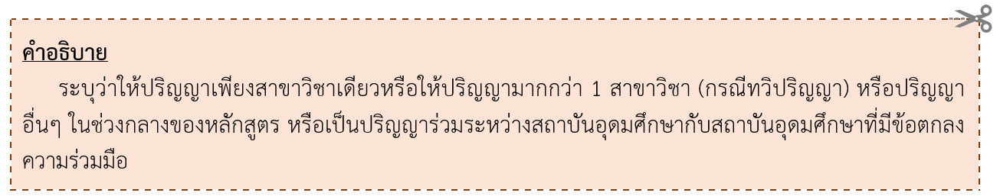 คำอธิบาย
ระบุว่าให้ปริญญาเพียงสาขาวิชาเดียวหรือให้ปริญญามากกว่า 1 สาขาวิชา (กรณีทวิปริญญา) หรือปริญญา
อื่นๆ ในช่วงกลางของหลักสูตร หรือเป็นปริญญาร่วมระหว่างสถาบันอุดมศึกษากับสถาบันอุดมศึกษาที่มีข้อตกลง
ความร่วมมือ